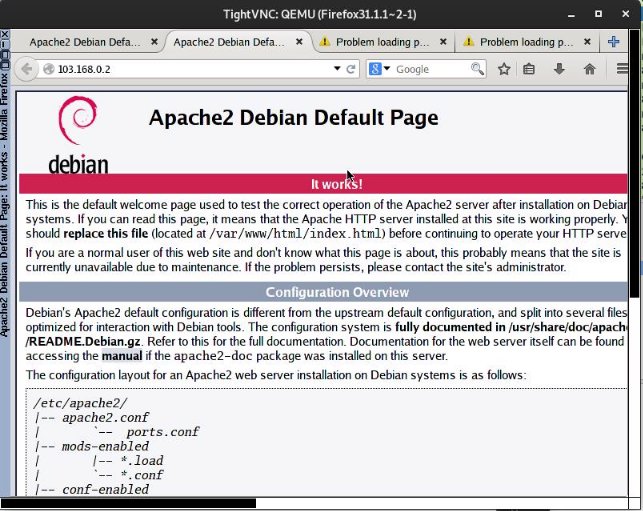 TightVNC: QEMU (Firefox31.1.1~2-1)
Apache2 Debian Defa...
Apache2 Debian Defa...
Problem loading p...
Problem loading p...
103.168.0.2
Google
Apache2 Debian Default Page: It works - Mozilla Firefox
Apache2 Debian Default Page
debian
It works!
This is the default welcome page used to test the correct operation of the Apache2 server after installation on Debian
systems. If you can read this page, it means that the Apache HTTP server installed at this site is working properly. Y
should replace this file (located at /var/www/html/index.html) before continuing to operate your HTTP serve
If you are a normal user of this web site and don't know what this page is about, this probably means that the site is
currently unavailable due to maintenance. If the problem persists, please contact the site's administrator.
Configuration Overview
Debian's Apache2 default configuration is different from the upstream default configuration, and split into several files
optimized for interaction with Debian tools. The configuration system is fully documented in /usr/share/doc/apach
/README.Debian.gz. Refer to this for the full documentation. Documentation for the web server itself can be found
accessing the manual if the apache2-doc package was installed on this server.
The configuration layout for an Apache2 web server installation on Debian systems is as follows:
/etc/apache2/
|-- apache2.conf
|       `--  ports.conf
|-- mods-enabled
|       |-- *.load
|       `-- *.conf
|-- conf-enabled